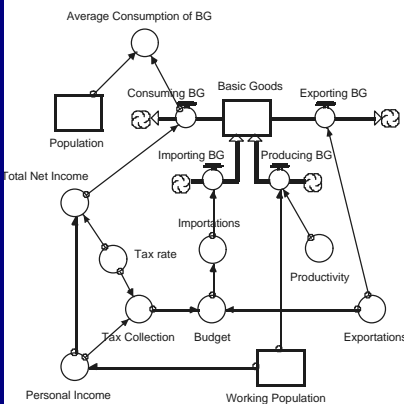 Average Consumption of BG
Consuming BG
Basic Goods
Exporting BG
Population
Importing BG
Producing BG
Total Net Income
Importations
Tax rate
Productivity
Tax Collection
Budget
Exportations
Personal Income
Working Population